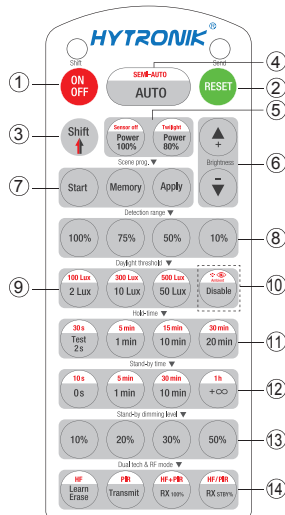 HYTRONIK®
Shift
Send
ON OFF
SEMI-AUTO
AUTO
RESET
1
4
2
5
3
Shift
Sensor off
Power 100%
Twilight
Power 80%
+
Brightness
−
6
Scene prog. ▼
7
Start
Memory
Apply
Detection range ▼
100%
75%
50%
10%
8
Daylight threshold ▼
9
100 Lux
300 Lux
500 Lux
2 Lux
10 Lux
50 Lux
Ambient
Disable
10
Hold-time ▼
30 s
5 min
15 min
30 min
Test 2s
1 min
10 min
20 min
11
Stand-by time ▼
10 s
5 min
30 min
1 h
0 s
1 min
10 min
+∞
12
Stand-by dimming level ▼
10%
20%
30%
50%
13
Dual tech & RF mode ▼
HF
PIR
HF+PIR
HF/PIR
Learn Erase
Transmit
RX 100%
RX STBY%
14